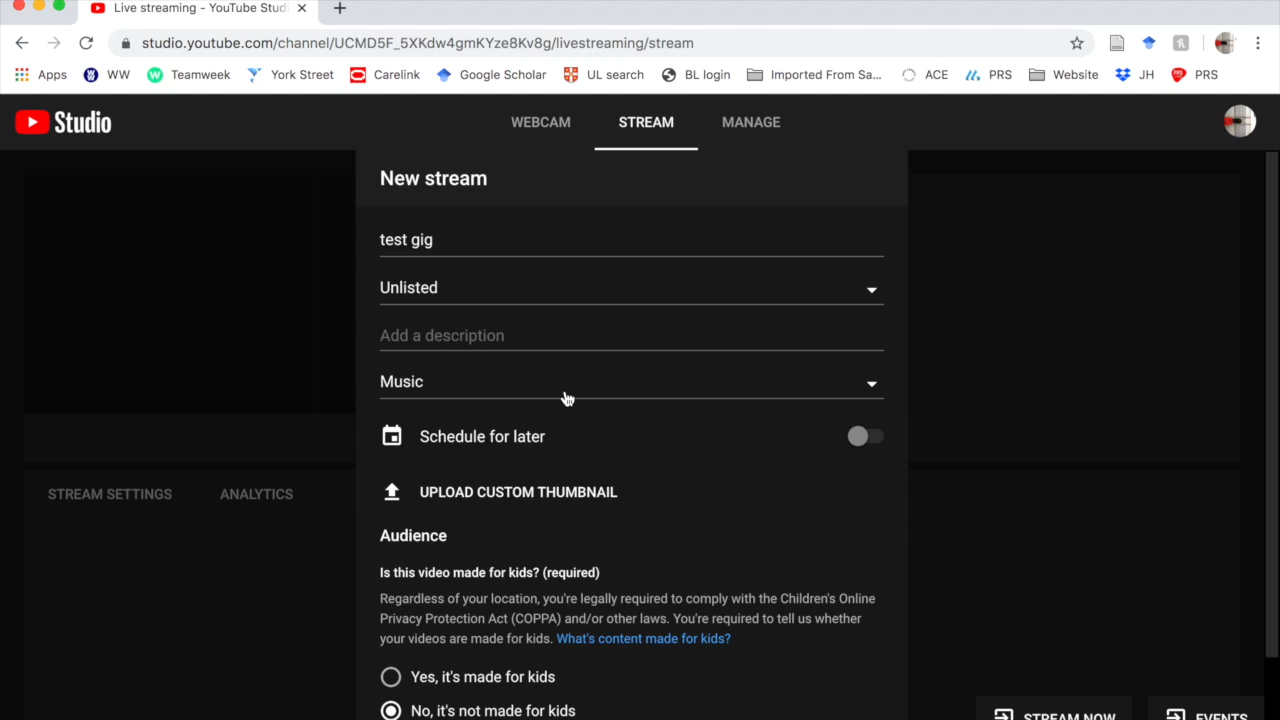 Live streaming - YouTube Stud
studio.youtube.com/channel/UCMD5F_5XKdw4gmKYze8Kv8g/livestreaming/stream
Apps WW Teamweek York Street Carelink Google Scholar UL search BL login Imported From Sa... ACE PRS Website JH PRS
Studio WEBCAM STREAM MANAGE
New stream
test gig
Unlisted
Add a description
Music
Schedule for later
STREAM SETTINGS ANALYTICS
UPLOAD CUSTOM THUMBNAIL
Audience
Is this video made for kids? (required)
Regardless of your location, you're legally required to comply with the Children's Online
Privacy Protection Act (COPPA) and/or other laws. You're required to tell us whether
your videos are made for kids. What's content made for kids?
Yes, it's made for kids
No, it's not made for kids
STREAM NOW EVENTS